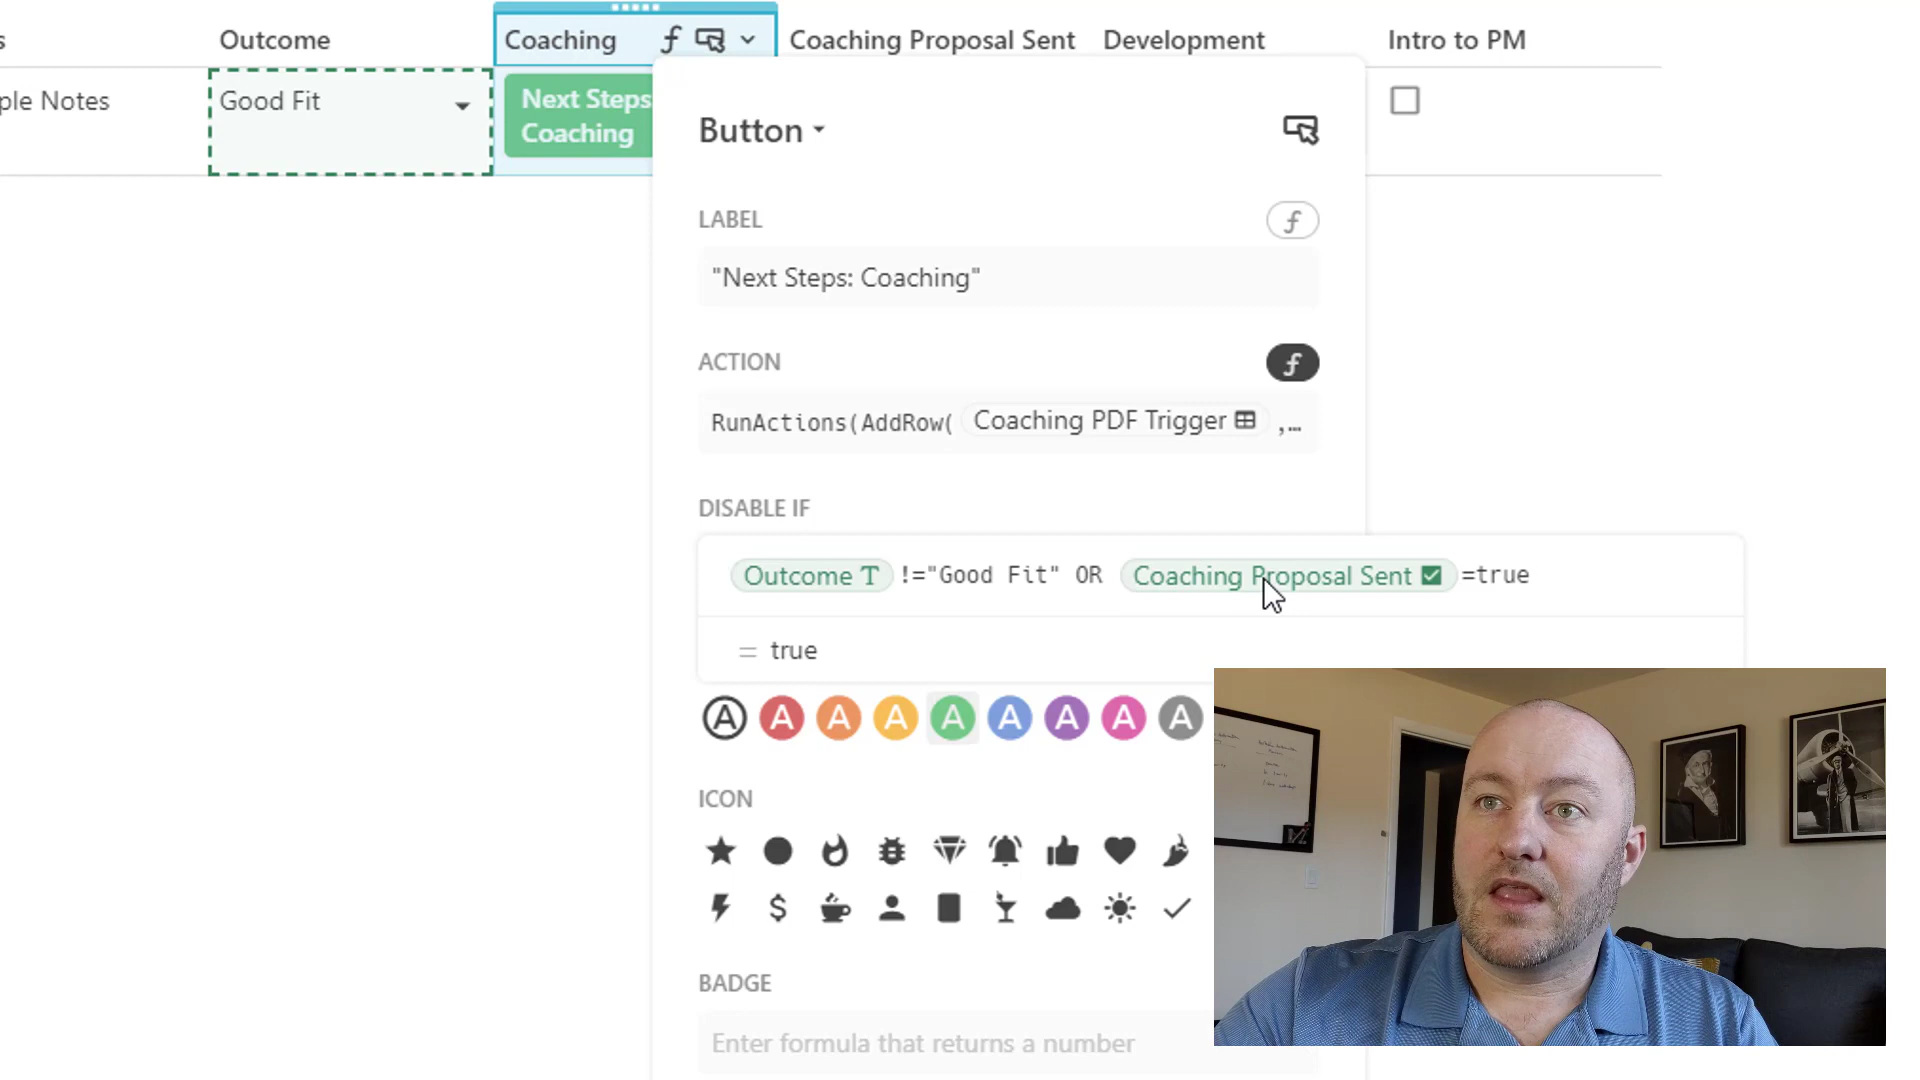 s
Outcome
Coaching
Coaching Proposal Sent
Development
Intro to PM
ple Notes
Good Fit
Next Steps
Coaching
Button
LABEL
"Next Steps: Coaching"
ACTION
RunActions(AddRow( Coaching PDF Trigger ,…
DISABLE IF
Outcome T !="Good Fit" OR Coaching Proposal Sent =true
= true
A A A A A A A A A
ICON
BADGE
Enter formula that returns a number